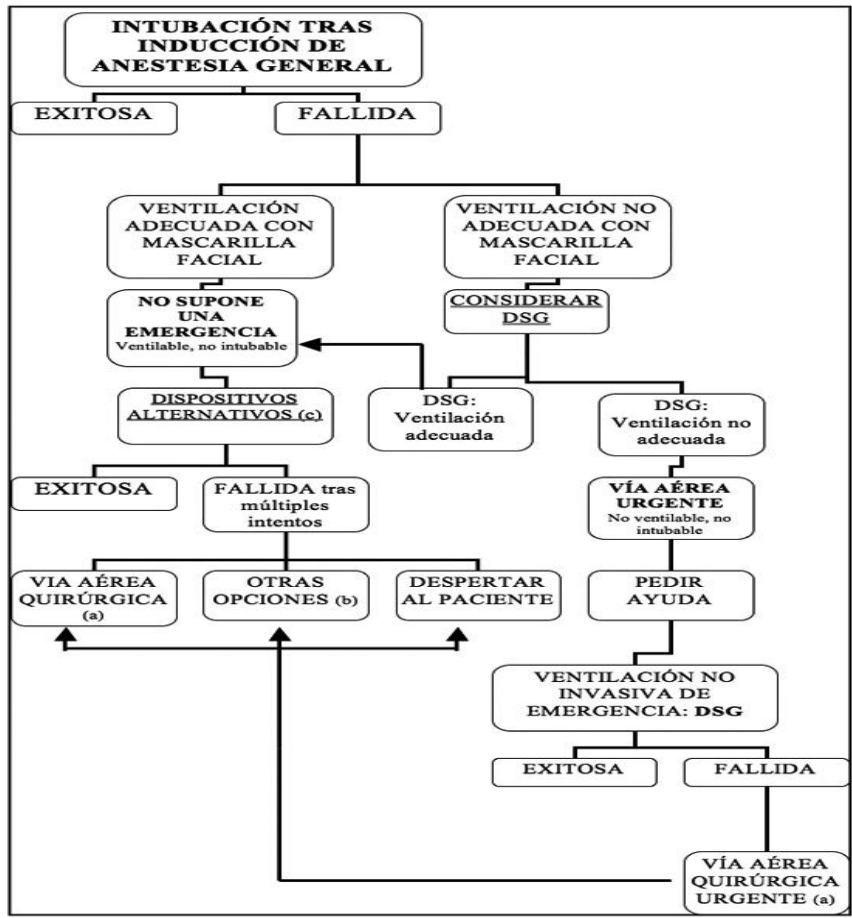 INTUBACIÓN TRAS
INDUCCIÓN DE
ANESTESIA GENERAL
EXITOSA
FALLIDA
VENTILACIÓN
ADECUADA CON
MASCARILLA
FACIAL
VENTILACIÓN NO
ADECUADA CON
MASCARILLA
FACIAL
NO SUPONE
UNA
EMERGENCIA
Ventilable, no intubable
CONSIDERAR
DSG
DISPOSITIVOS
ALTERNATIVOS (c)
DSG:
Ventilación
adecuada
DSG:
Ventilación no
adecuada
EXITOSA
FALLIDA tras
múltiples
intentos
VÍA AÉREA
URGENTE
No ventilable, no
intubable
VIA AÉREA
QUIRÚRGICA
(a)
OTRAS
OPCIONES (b)
DESPERTAR
AL PACIENTE
PEDIR
AYUDA
VENTILACIÓN NO
INVASIVA DE
EMERGENCIA: DSG
EXITOSA
FALLIDA
VÍA AÉREA
QUIRÚRGICA
URGENTE (a)